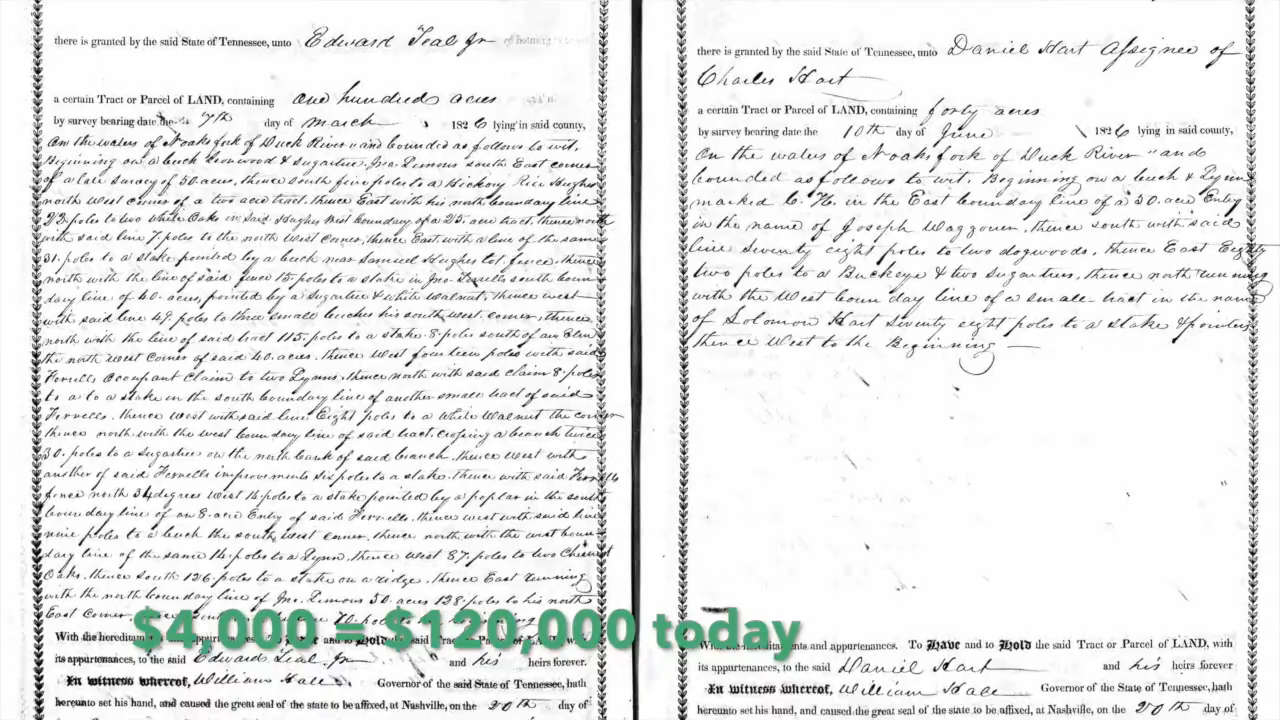 there is granted by the said State of Tennessee, unto Edward Teal Jr
a certain Tract or Parcel of LAND, containing one hundred acres
by survey bearing date the 7th day of March 1826 lying in said county,
On the waters of Noaks fork of Duck River and bounded as follows to wit,
Beginning on a beech Ironwood & sugartree, Jno. Lemons south East corner
of a late survey of 50. acres, thence south five poles to a Hickory Rice Hughes
north west corner of a two acre tract, thence East with his north boundary line
22. poles to two white Oaks in said Hughes West boundary of a 25. acre tract, thence north
with said line 7. poles to the north West corner, thence East, with a line of the same
31. poles to a stake pointed by a beech near Samuel Hughes lot fence, thence
north with the line of said fence 15. poles to a stake in Jno. south boun
dary line of 40. acres, pointed by a sugartree & white walnut, thence west
with said line 49. poles to three small beeches his south west corner, thence
north with the line of said tract 115. poles to a stake 8. poles south of an Elm
the north West corner of said 40. acres, thence West fourteen poles with said
Ferrells Occupant Claim to two Lynns, thence north with said claim 8. poles
to a to a stake in the south boundary line of another small tract of said
Ferrells, thence west with said line Eight poles to a White Walnut the corner
thence north with the west boundary line of said tract, crossing a branch twice
30. poles to a sugartree on the north bank of said branch, thence West with
another of said Ferrells improvements six poles to a stake, thence with said Ferrells
fence north 34 degrees West 14. poles to a stake pointed by a poplar in the south
boundary line of an 8. acre Entry of said Ferrells, thence west with said line
nine poles to a beech the south west corner, thence north with the west boun
dary line of the same 14. poles to a Lynn, thence West 87. poles to two Chesnut
Oaks, thence south 126. poles to a stake on a ridge, thence East running
with the north boundary line of Jno. Lemons 50. acres 128. poles to his north
East Corner
With the hereditaments and appurtenances. To Have and to Hold the said Tract or Parcel of LAND, with
its appurtenances, to the said Edward Teal Jr and his heirs forever.
In witness whereof, William Hall Governor of the said State of Tennessee, hath
hereunto set his hand, and caused the great seal of the state to be affixed, at Nashville, on the 20th day of
there is granted by the said State of Tennessee, unto Daniel Hart Assignee of
Charles Hart
a certain Tract or Parcel of LAND, containing forty acres
by survey bearing date the 10th day of June 1826 lying in said county,
On the waters of Noaks fork of Duck River "and
bounded as follows to wit, Beginning on a beech & Lynn
marked C. H. in the East boundary line of a 50. acre Entry
in the name of Joseph Waggoner, thence south with said
line Seventy eight poles to two dogwoods, thence East Eighty
two poles to a Buckeye & two sugartrees, thence north running
with the West boundary line of a small tract in the name
of Solomon Hart Seventy eight poles to a stake & pointers
thence West to the Beginning
With the hereditaments and appurtenances. To Have and to Hold the said Tract or Parcel of LAND, with
its appurtenances, to the said Daniel Hart and his heirs forever
In witness whereof, William Hall Governor of the State of Tennessee, hath
hereunto set his hand, and caused the great seal of the state to be affixed, at Nashville, on the 20th day of
$4,000 = $120,000 today